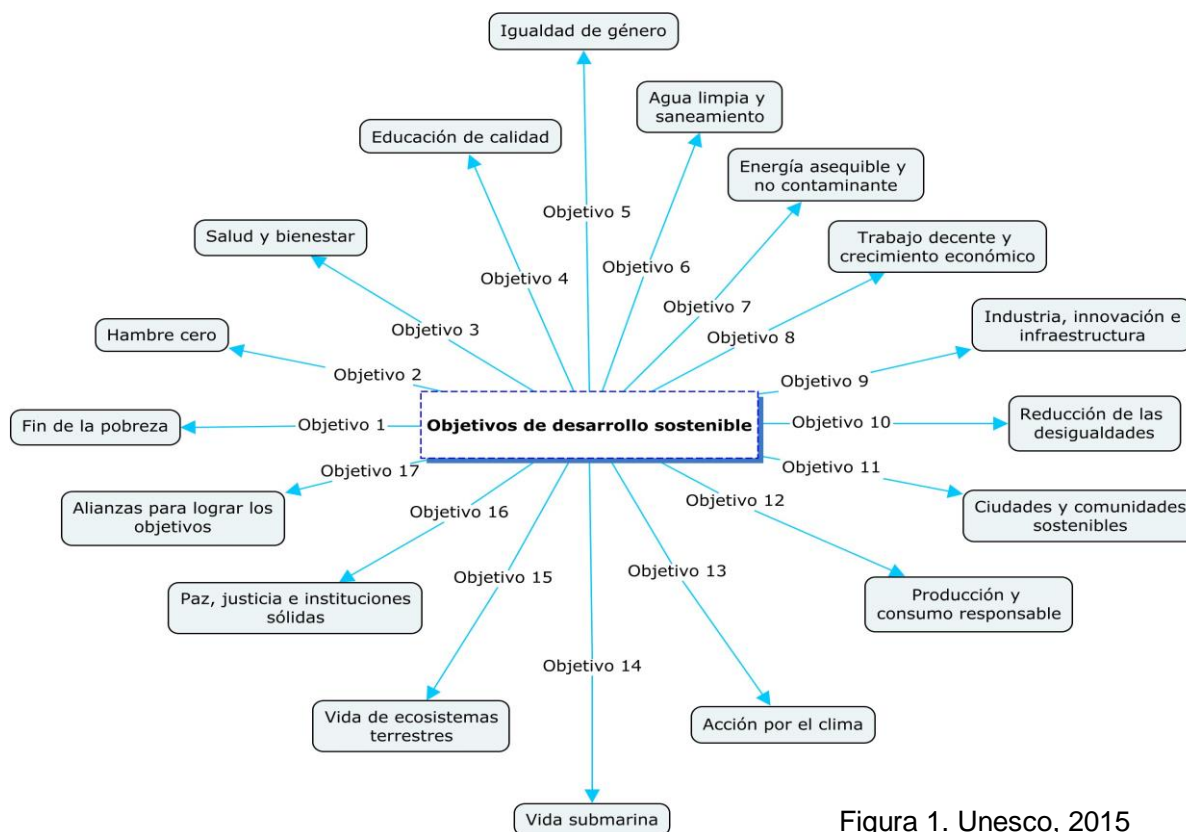 Igualdad de género
Agua limpia y
saneamiento
Educación de calidad
Energía asequible y
no contaminante
Objetivo 5
Salud y bienestar
Trabajo decente y
crecimiento económico
Objetivo 6
Objetivo 4
Objetivo 7
Industria, innovación e
infraestructura
Hambre cero
Objetivo 3
Objetivo 8
Objetivo 2
Objetivo 9
Fin de la pobreza
Objetivo 1
Objetivos de desarrollo sostenible
Objetivo 10
Reducción de las
desigualdades
Objetivo 17
Objetivo 11
Alianzas para lograr los
objetivos
Objetivo 16
Objetivo 12
Ciudades y comunidades
sostenibles
Objetivo 15
Objetivo 13
Paz, justicia e instituciones
sólidas
Producción y
consumo responsable
Objetivo 14
Vida de ecosistemas
terrestres
Acción por el clima
Vida submarina
Figura 1. Unesco, 2015